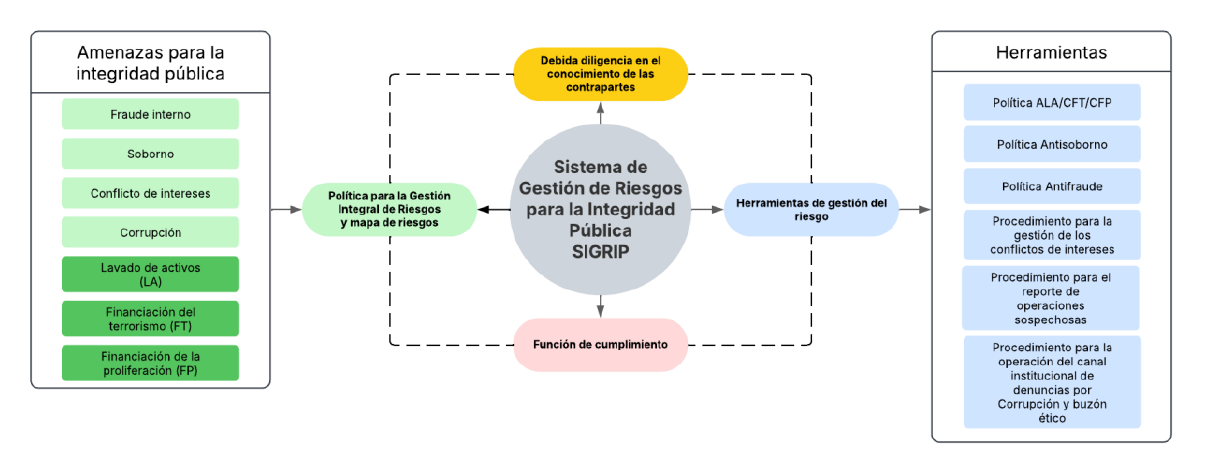 Amenazas para la
integridad pública
Fraude interno
Soborno
Conflicto de intereses
Corrupción
Lavado de activos
(LA)
Financiación del
terrorismo (FT)
Financiación de la
proliferación (FP)
Política para la Gestión
Integral de Riesgos
y mapa de riesgos
Debida diligencia en el
conocimiento de las
contrapartes
Sistema de
Gestión de Riesgos
para la Integridad
Pública
SIGRIP
Función de cumplimiento
Herramientas de gestión del
riesgo
Herramientas
Política ALA/CFT/CFP
Política Antisoborno
Política Antifraude
Procedimiento para la
gestión de los
conflictos de intereses
Procedimiento para el
reporte de
operaciones
sospechosas
Procedimiento para la
operación del canal
institucional de
denuncias por
Corrupción y buzón
ético